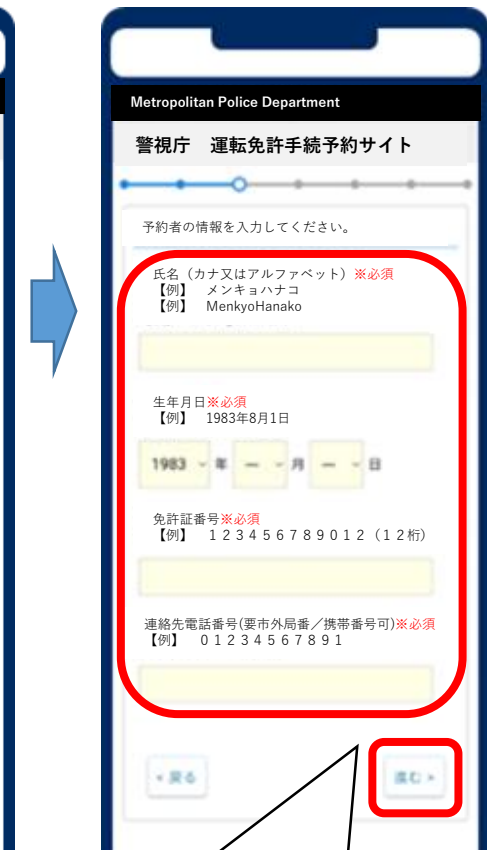 Metropolitan Police Department
警視庁　運転免許手続予約サイト
予約者の情報を入力してください。
氏名（カナ又はアルファベット）※必須
【例】　メンキョハナコ
【例】　MenkyoHanako
生年月日※必須
【例】　1983年8月1日
1983 年 ー 月 ー 日
免許証番号※必須
【例】　１２３４５６７８９０１２（１２桁）
連絡先電話番号(要市外局番／携帯番号可)※必須
【例】　０１２３４５６７８９１
< 戻る
進む >